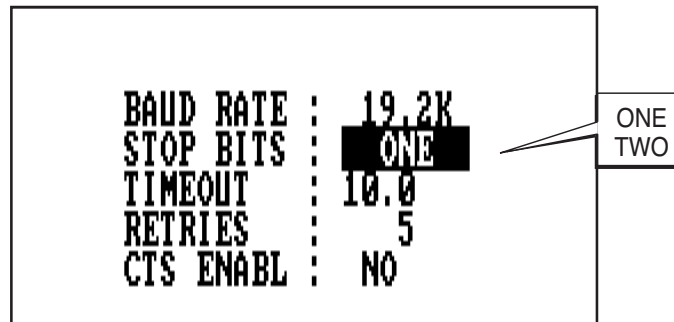 BAUD RATE : 19.2K
STOP BITS : ONE
TIMEOUT : 10.0
RETRIES : 5
CTS ENABL : NO
ONE
TWO